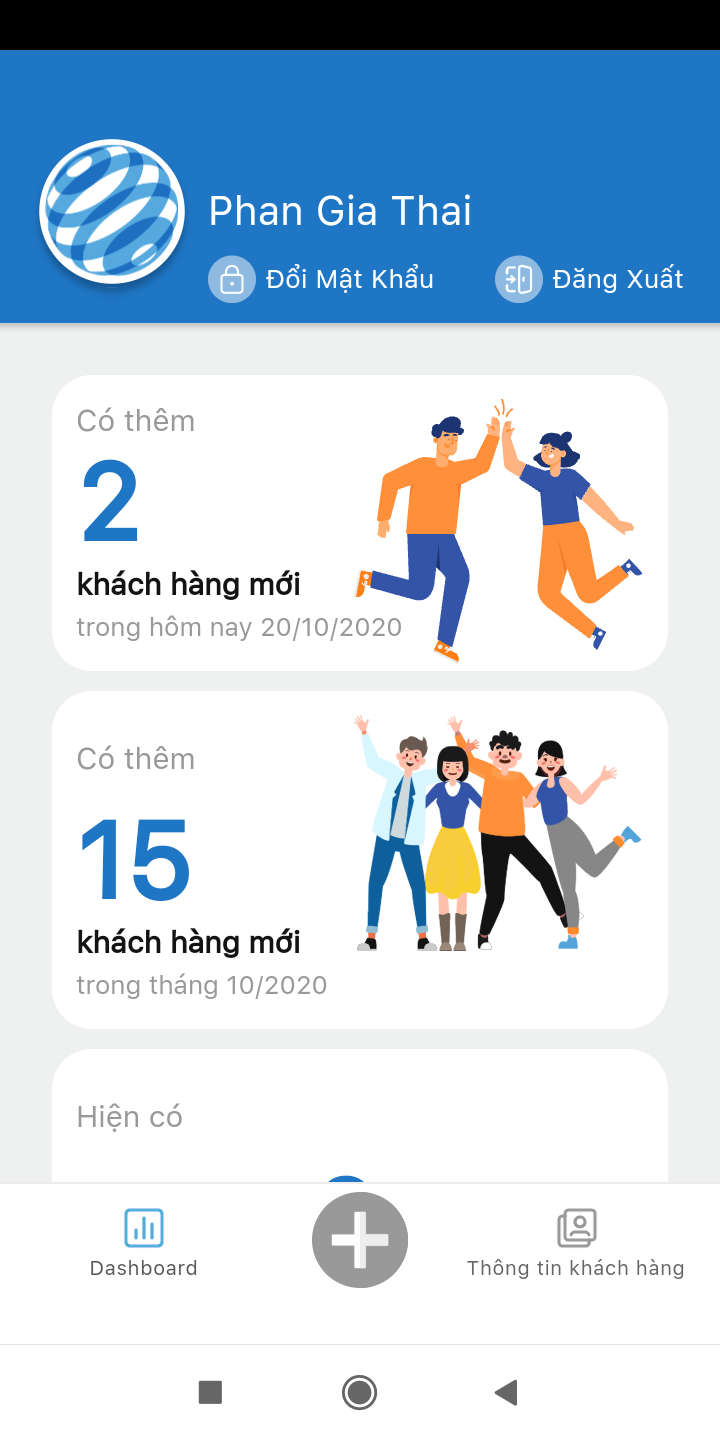 Phan Gia Thai
Đổi Mật Khẩu
Đăng Xuất
Có thêm
2
khách hàng mới
trong hôm nay 20/10/2020
Có thêm
15
khách hàng mới
trong tháng 10/2020
Hiện có
Dashboard
Thông tin khách hàng